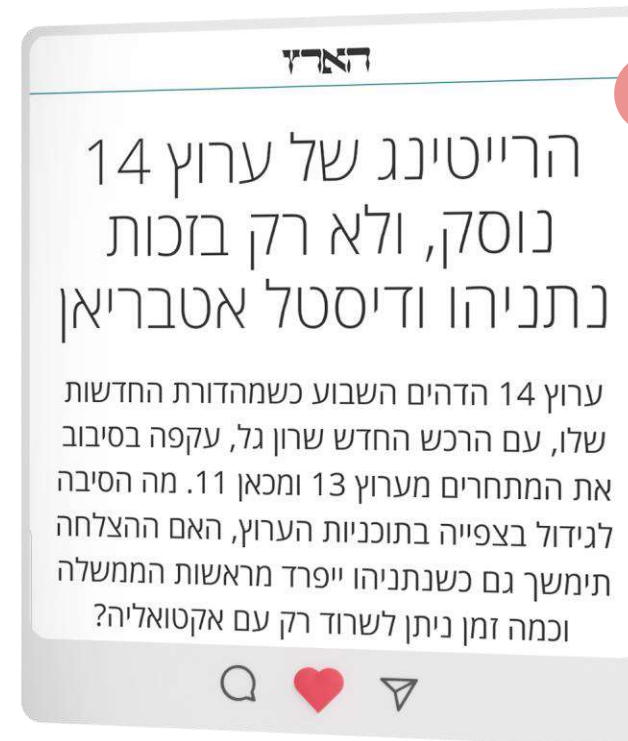 הארץ
הרייטינג של ערוץ 14
נוסק, ולא רק בזכות
נתניהו ודיסטל אטבריאן
ערוץ 14 הדהים השבוע כשמהדורת החדשות
שלו, עם הרכש החדש שרון גל, עקפה בסיבוב
את המתחרים מערוץ 13 ומכאן 11. מה הסיבה
לגידול בצפייה בתוכניות הערוץ, האם ההצלחה
תימשך גם כשנתניהו ייפרד מראשות הממשלה
וכמה זמן ניתן לשרוד רק עם אקטואליה?